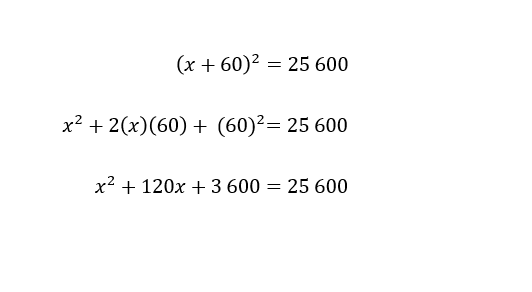 (x + 60)² = 25 600
x² + 2(x)(60) + (60)²= 25 600
x² + 120x + 3 600 = 25 600